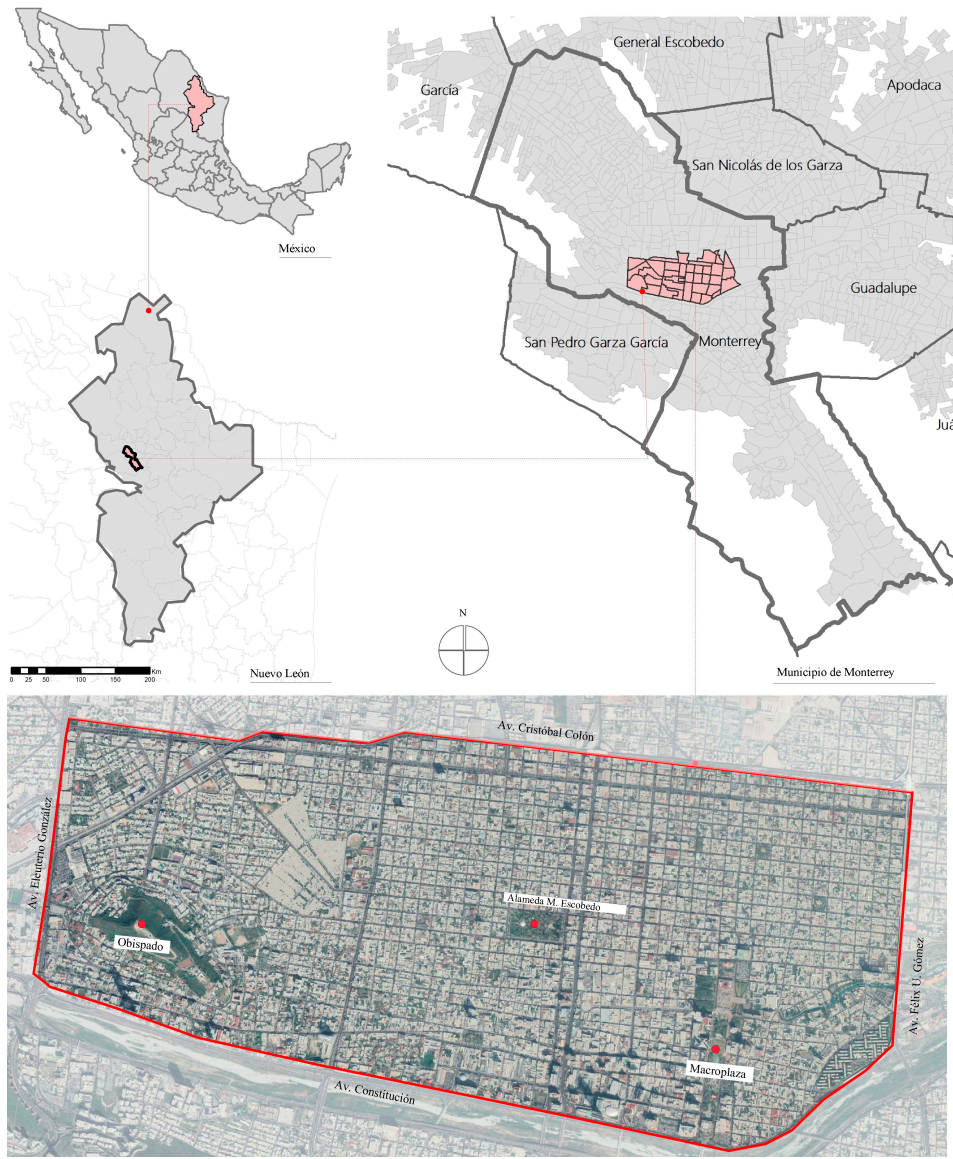 General Escobedo
García
Apodaca
San Nicolás de los Garza
México
Guadalupe
San Pedro Garza García
Monterrey
Juá
N
Km
0 25 50 100 150 200
Nuevo León
Municipio de Monterrey
Av. Cristóbal Colón
Av. Eleuterio González
Alameda M. Escobedo
Obispado
Av. Félix U. Gómez
Macroplaza
Av. Constitución